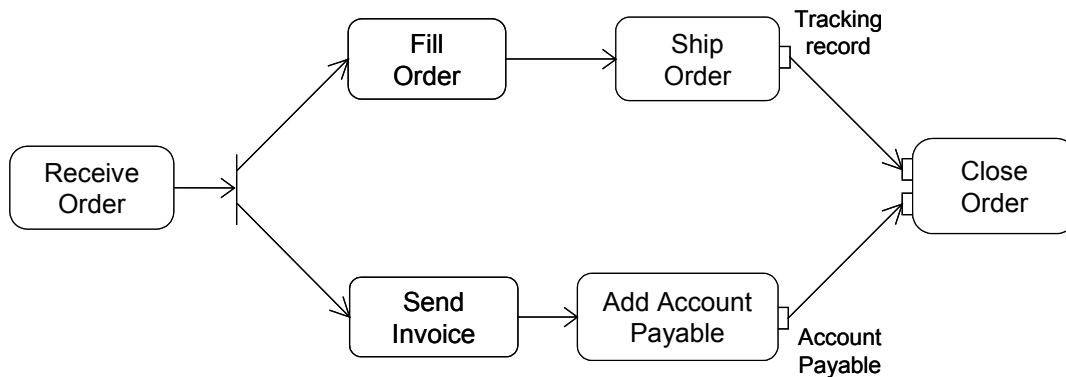 Receive
Order
Fill
Order
Ship
Order
Tracking
record
Send
Invoice
Add Account
Payable
Account
Payable
Close
Order